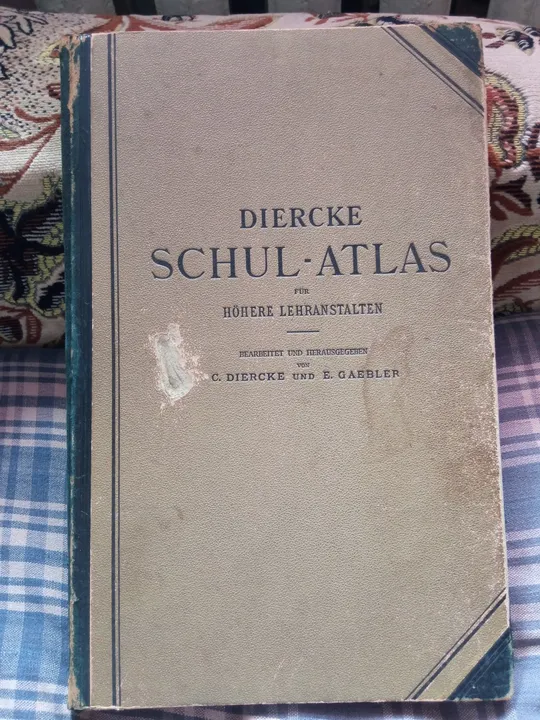 DIERCKE
SCHUL-ATLAS
FÜR
HÖHERE LEHRANSTALTEN
BEARBEITET UND HERAUSGEGEBEN
VON
C. DIERCKE UND E. GAEBLER